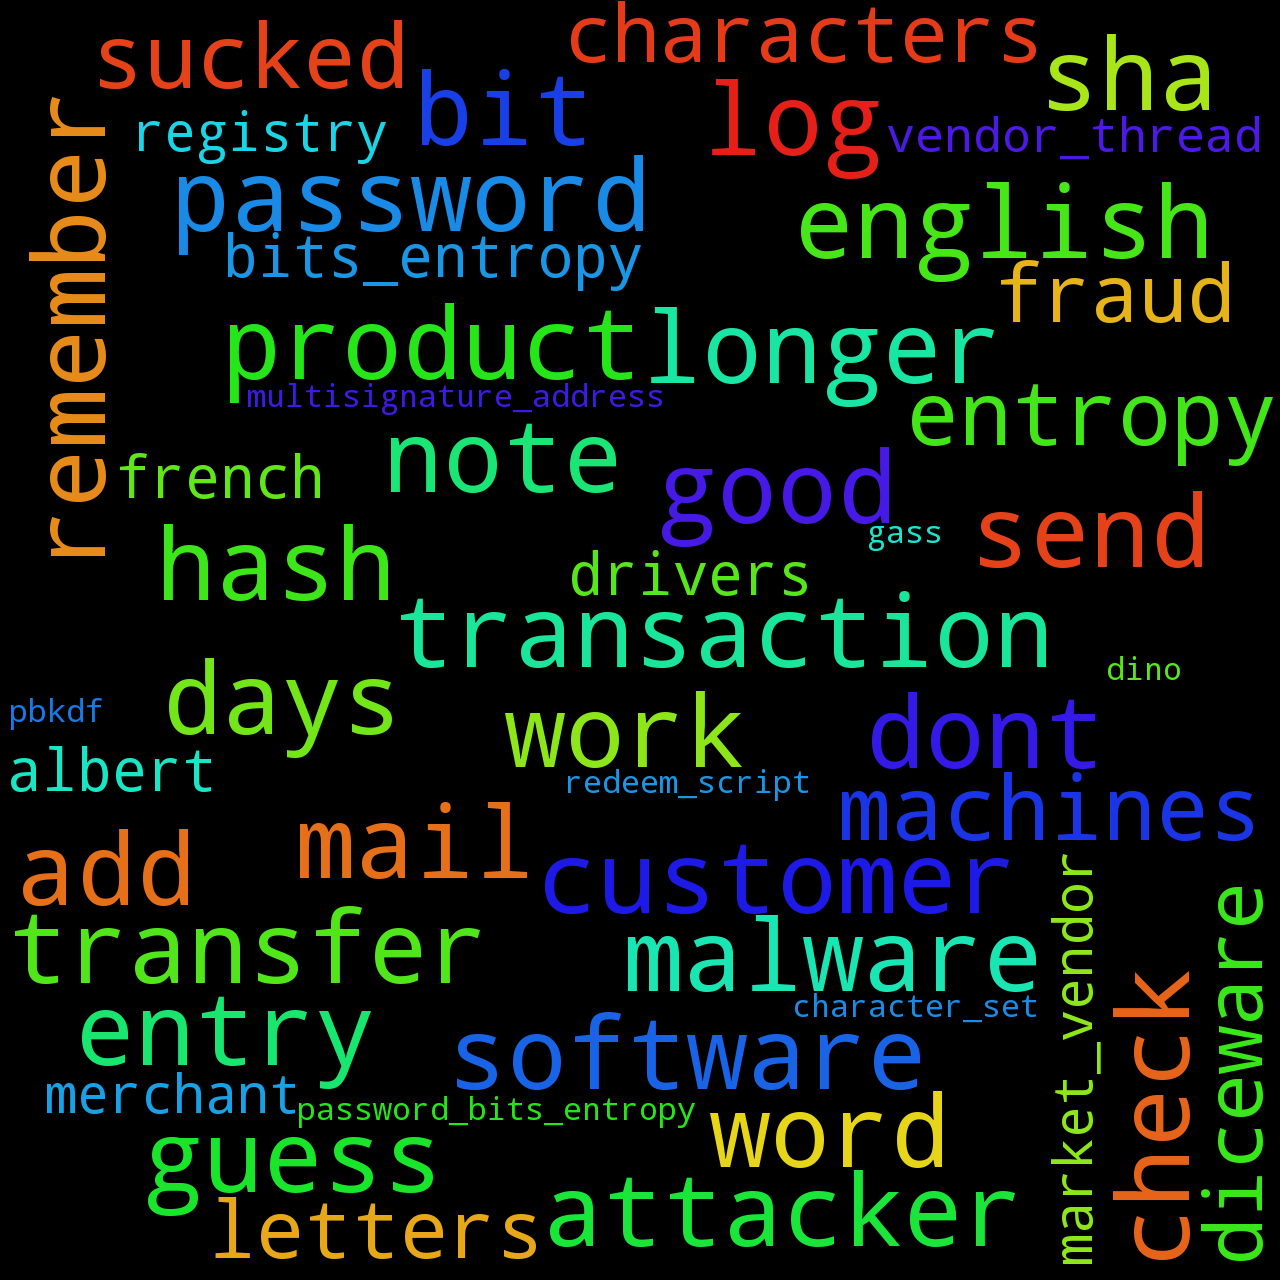 characters
sucked
sha
bit
log
registry
vendor_thread
remember
password
english
bits_entropy
fraud
product
longer
multisignature_address
entropy
note
french
good
send
gass
hash
drivers
transaction
dino
days
pbkdf
work
dont
albert
redeem_script
machines
mail
add
customer
transfer
malware
market_vendor
check
diceware
character_set
entry
software
merchant
password_bits_entropy
word
guess
attacker
letters